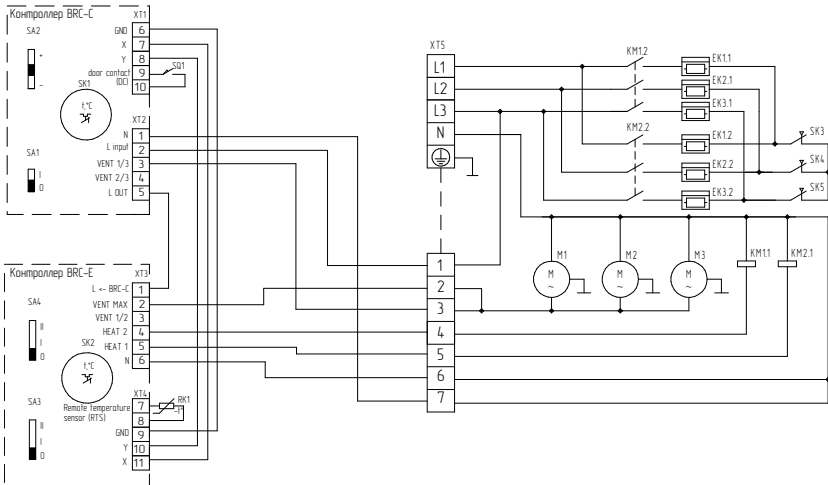 Контроллер BRC-C
XT1
SA2
+
-
GND 6
X 7
Y 8
door contact (DC) 9
10
SQ1
SK1
t,°C
XT2
N 1
L input 2
VENT 1/3 3
VENT 2/3 4
L OUT 5
SA1
I
0
Контроллер BRC-E
XT3
L <- BRC-C 1
VENT MAX 2
VENT 1/2 3
HEAT 2 4
HEAT 1 5
N 6
SA4
II
I
0
SK2
t,°C
XT4
Remote temperature sensor (RTS)
7
8
RK1
-t°
GND 9
Y 10
X 11
SA3
II
I
0
XT5
L1
L2
L3
N
1
2
3
4
5
6
7
KM1.2
EK1.1
EK2.1
EK3.1
KM2.2
EK1.2
EK2.2
EK3.2
SK3
SK4
SK5
M1
M
~
M2
M
~
M3
M
~
KM1.1
KM2.1